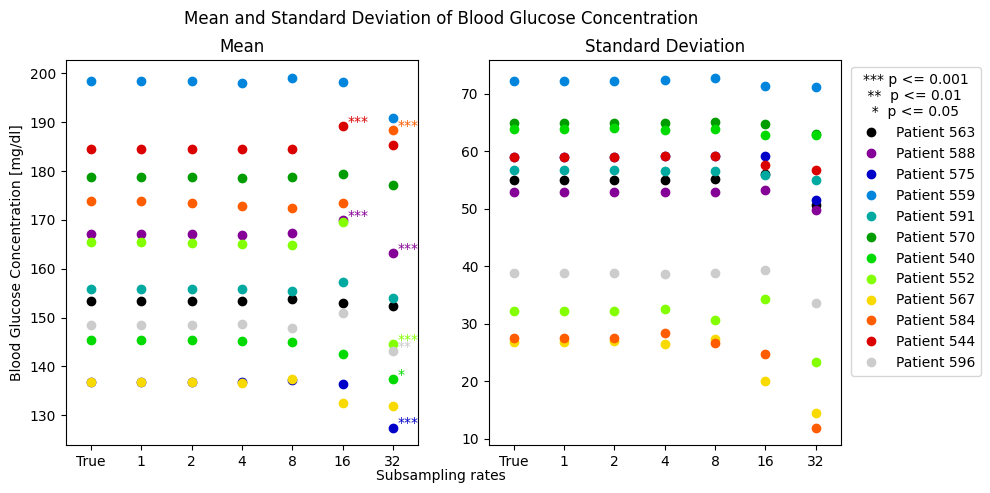 Mean and Standard Deviation of Blood Glucose Concentration
Mean
Blood Glucose Concentration [mg/dl]
200
190
180
170
160
150
140
130
***
***
***
***
***
**
*
***
True 1 2 4 8 16 32
Standard Deviation
70
60
50
40
30
20
10
True 1 2 4 8 16 32
Subsampling rates
*** p <= 0.001
** p <= 0.01
* p <= 0.05
Patient 563
Patient 588
Patient 575
Patient 559
Patient 591
Patient 570
Patient 540
Patient 552
Patient 567
Patient 584
Patient 544
Patient 596